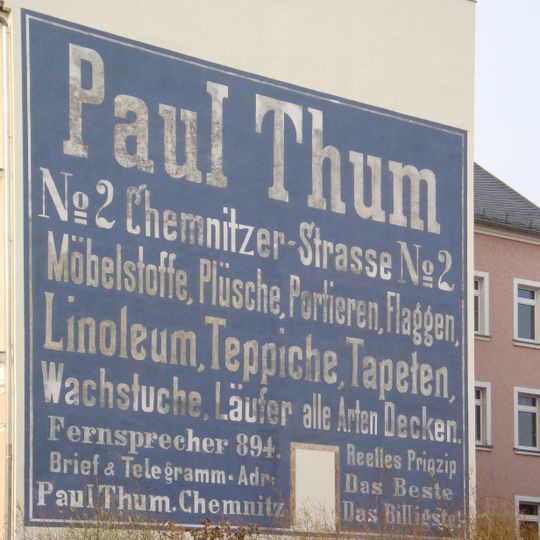 Paul Thum
No 2 Chemnitzer-Strasse No 2
Möbelstoffe, Plüsche, Portieren, Flaggen,
Linoleum, Teppiche, Tapeten,
Wachstuche, Läufer alle Arten Decken.
Fernsprecher 894.
Brief & Telegramm-Adr:
Paul Thum. Chemnitz
Reelles Prinzip
Das Beste
Das Billigste!